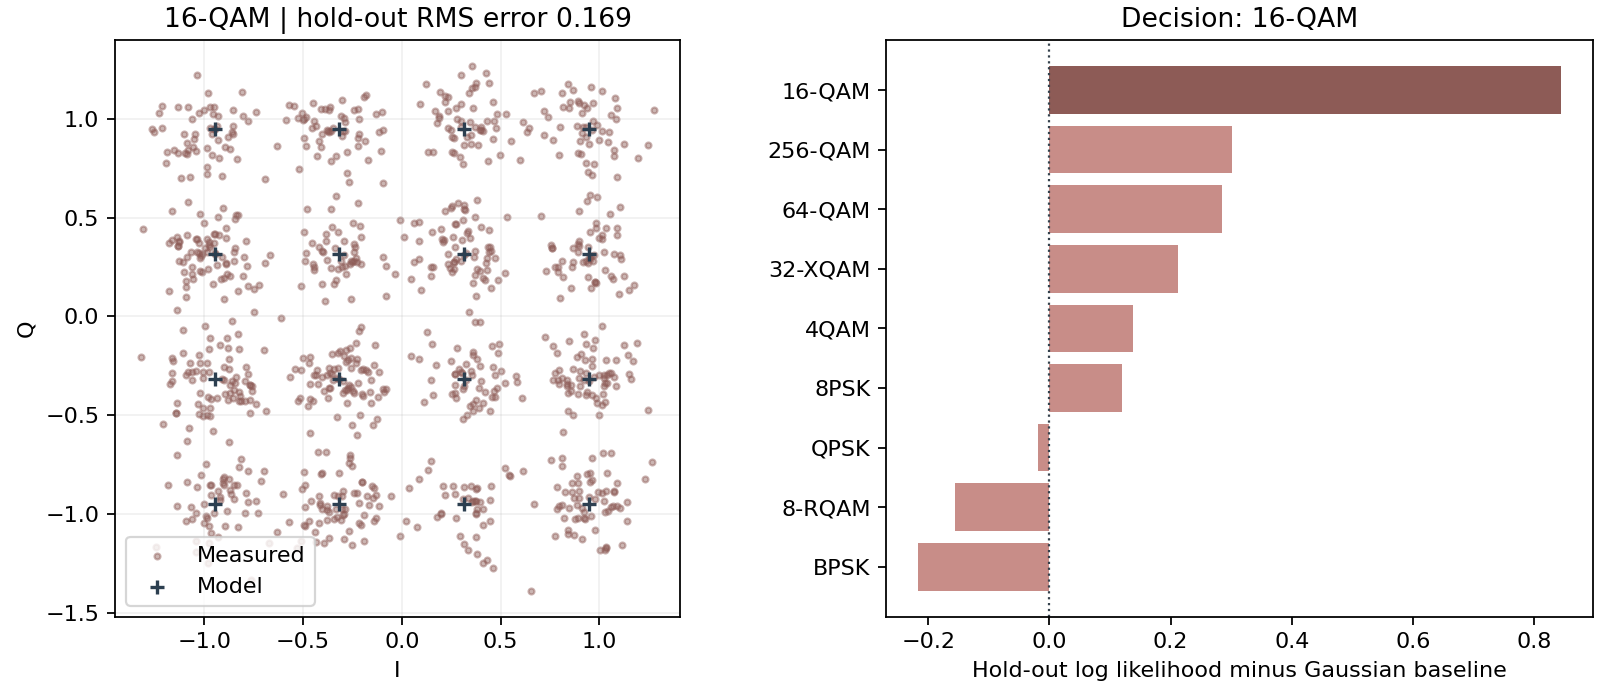 16-QAM | hold-out RMS error 0.169
Q
1.0
0.5
0.0
−0.5
−1.0
−1.5
Measured
Model
−1.0 −0.5 0.0 0.5 1.0
I
Decision: 16-QAM
16-QAM
256-QAM
64-QAM
32-XQAM
4QAM
8PSK
QPSK
8-RQAM
BPSK
−0.2 0.0 0.2 0.4 0.6 0.8
Hold-out log likelihood minus Gaussian baseline